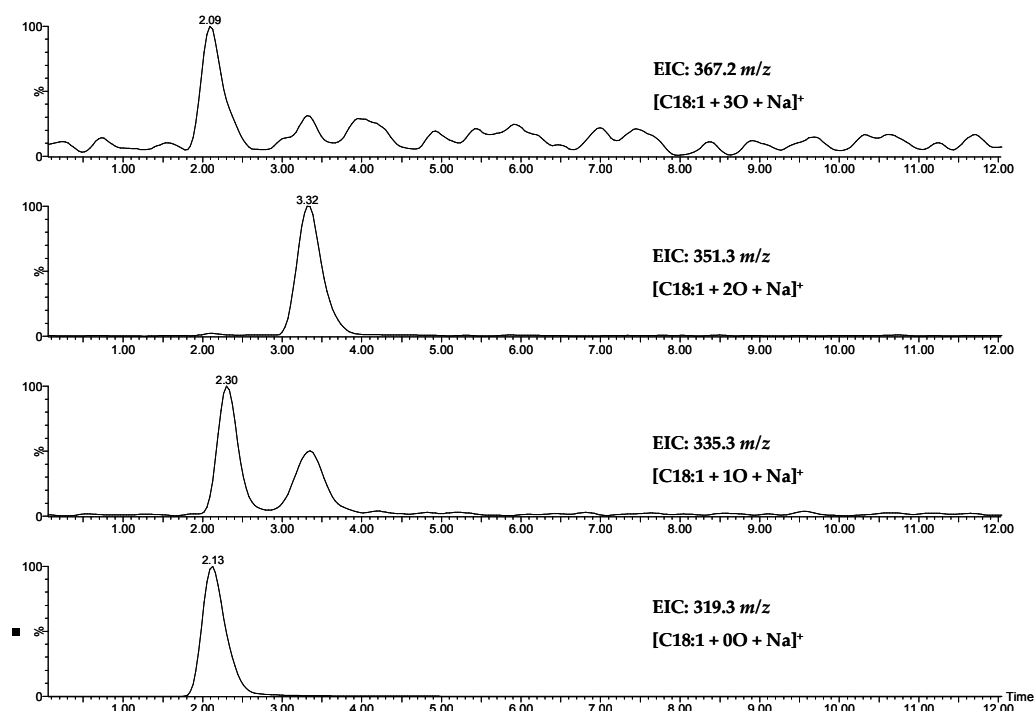 2.09
100
%
0
EIC: 367.2 m/z
[C18:1 + 3O + Na]⁺
1.00 2.00 3.00 4.00 5.00 6.00 7.00 8.00 9.00 10.00 11.00 12.00
3.32
100
%
0
EIC: 351.3 m/z
[C18:1 + 2O + Na]⁺
1.00 2.00 3.00 4.00 5.00 6.00 7.00 8.00 9.00 10.00 11.00 12.00
2.30
100
%
0
EIC: 335.3 m/z
[C18:1 + 1O + Na]⁺
1.00 2.00 3.00 4.00 5.00 6.00 7.00 8.00 9.00 10.00 11.00 12.00
2.13
100
%
0
EIC: 319.3 m/z
[C18:1 + 0O + Na]⁺
Time
1.00 2.00 3.00 4.00 5.00 6.00 7.00 8.00 9.00 10.00 11.00 12.00